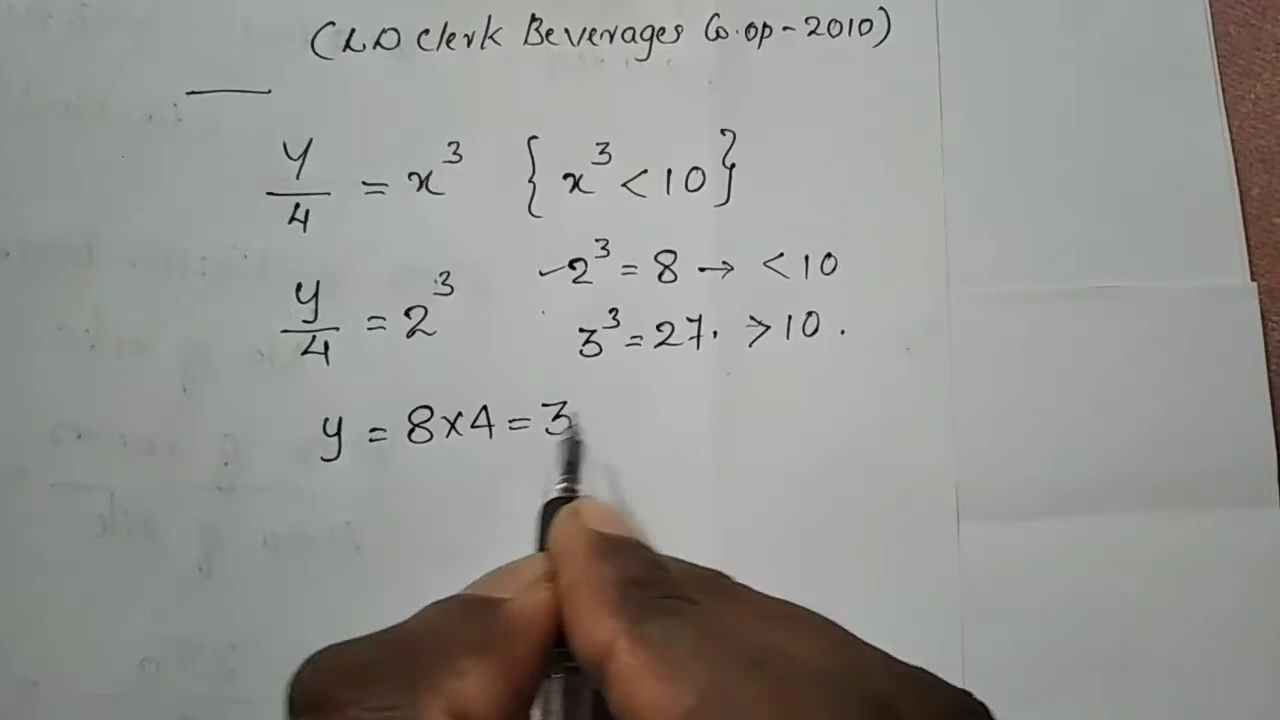 (LD Clerk Beverages Co.op - 2010)
y/4 = x³ { x³ < 10 }
y/4 = 2³ - 2³ = 8 → < 10
3³ = 27. > 10 .
y = 8 x 4 = 3